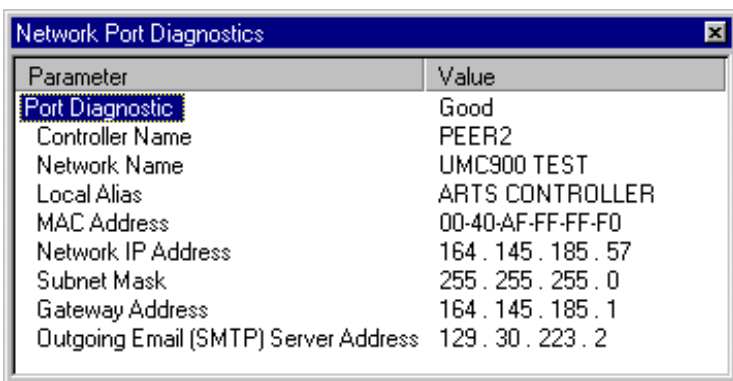 Network Port Diagnostics
Parameter Value
Port Diagnostic Good
Controller Name PEER2
Network Name UMC900 TEST
Local Alias ARTS CONTROLLER
MAC Address 00-40-AF-FF-FF-F0
Network IP Address 164 . 145 . 185 . 57
Subnet Mask 255 . 255 . 255 . 0
Gateway Address 164 . 145 . 185 . 1
Outgoing Email (SMTP) Server Address 129 . 30 . 223 . 2